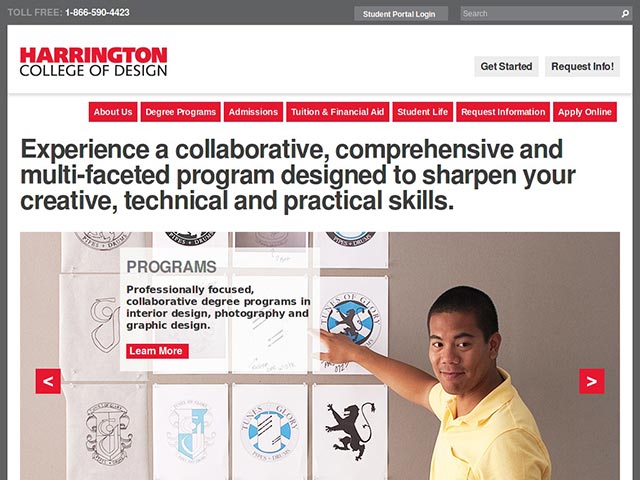 TOLL FREE: 1-866-590-4423
Student Portal Login
Search
HARRINGTON
COLLEGE OF DESIGN
Get Started
Request Info!
About Us
Degree Programs
Admissions
Tuition & Financial Aid
Student Life
Request Information
Apply Online
Experience a collaborative, comprehensive and
multi-faceted program designed to sharpen your
creative, technical and practical skills.
PIPES + DRUMS
PIPES + DRUMS
PROGRAMS
Professionally focused,
collaborative degree programs in
interior design, photography and
graphic design.
Learn More
TUNES OF GLORY
<
>
TUNES OF GLORY
PIPES + DRUMS